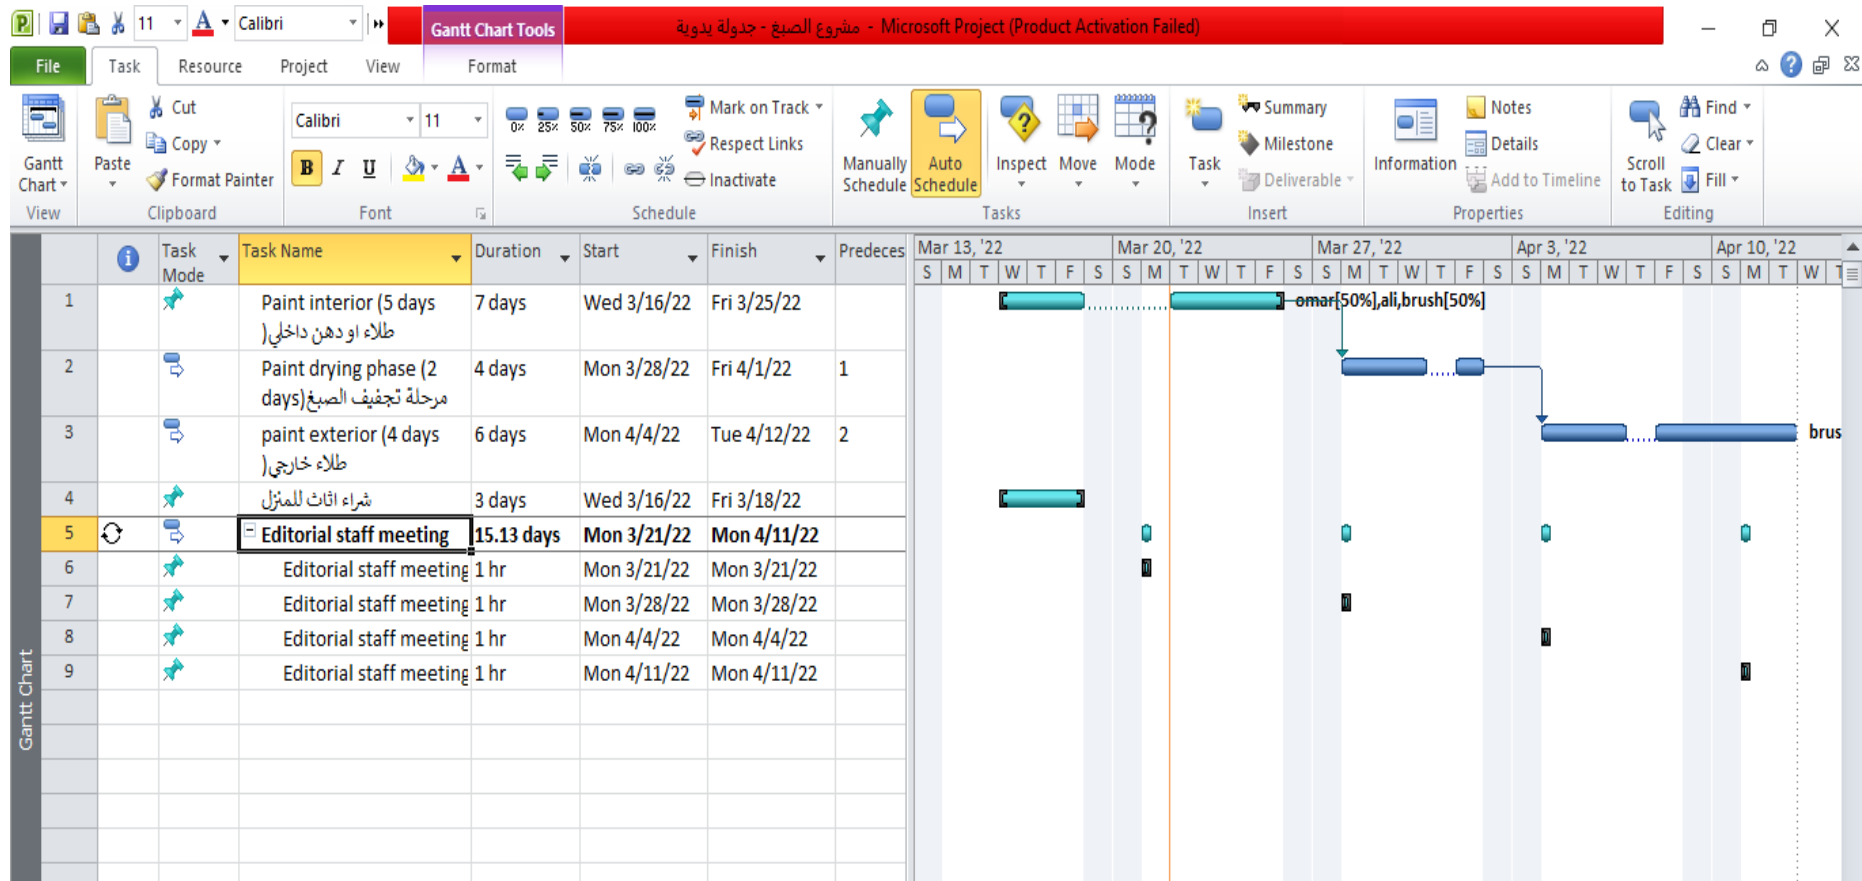 11 Calibri
Gantt Chart Tools
مشروع الصبغ - جدولة يدوية - Microsoft Project (Product Activation Failed)
File Task Resource Project View Format
Gantt Chart
View
Paste
Cut
Copy
Format Painter
Clipboard
Calibri 11
B I U A
Font
0% 25% 50% 75% 100%
Mark on Track
Respect Links
Inactivate
Schedule
Manually Schedule
Auto Schedule
Inspect Move Mode
Tasks
Task
Summary
Milestone
Deliverable
Insert
Information
Notes
Details
Add to Timeline
Properties
Scroll to Task
Find
Clear
Fill
Editing
Task Mode Task Name Duration Start Finish Predeces
1 Paint interior (5 days 7 days Wed 3/16/22 Fri 3/25/22
طلاء او دهن داخلي(
2 Paint drying phase (2 4 days Mon 3/28/22 Fri 4/1/22 1
مرحلة تجفيف الصبغ(days
3 paint exterior (4 days 6 days Mon 4/4/22 Tue 4/12/22 2
طلاء خارجي(
4 شراء اثاث للمنزل 3 days Wed 3/16/22 Fri 3/18/22
5 Editorial staff meeting 15.13 days Mon 3/21/22 Mon 4/11/22
6 Editorial staff meeting 1 hr Mon 3/21/22 Mon 3/21/22
7 Editorial staff meeting 1 hr Mon 3/28/22 Mon 3/28/22
8 Editorial staff meeting 1 hr Mon 4/4/22 Mon 4/4/22
9 Editorial staff meeting 1 hr Mon 4/11/22 Mon 4/11/22
Gantt Chart
Mar 13, '22 Mar 20, '22 Mar 27, '22 Apr 3, '22 Apr 10, '22
S M T W T F S S M T W T F S S M T W T F S S M T W T F S S M T W T
omar[50%],ali,brush[50%]
brus